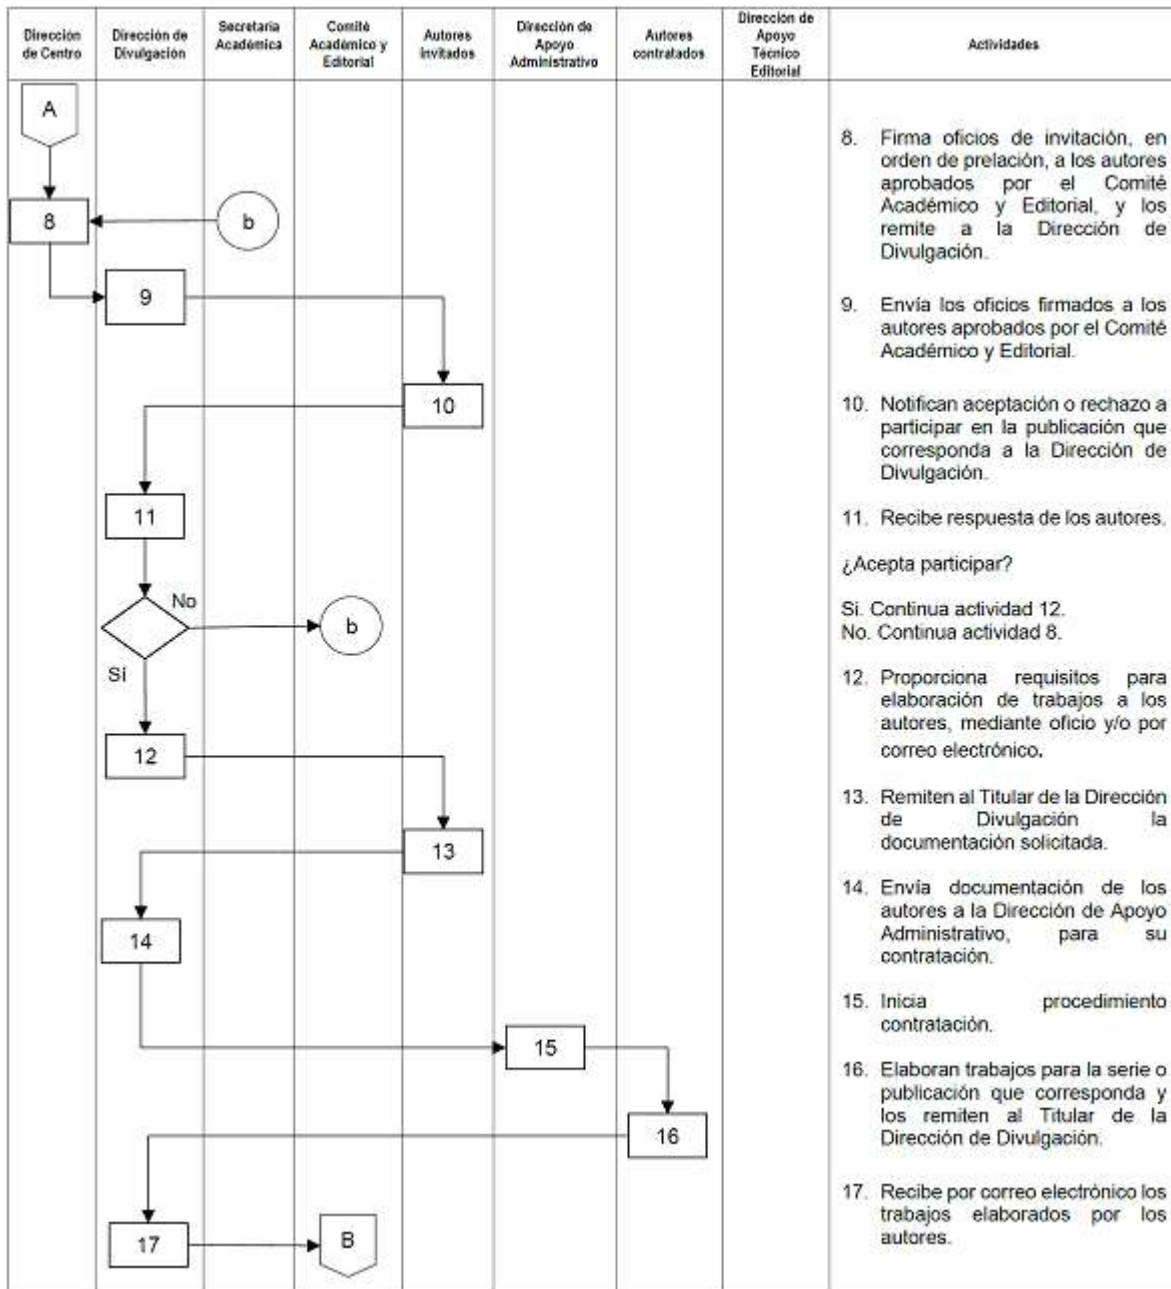 Dirección
de Centro
Dirección de
Divulgación
Secretaría
Académica
Comité
Académico y
Editorial
Autores
invitados
Dirección de
Apoyo
Administrativo
Autores
contratados
Dirección de
Apoyo
Técnico
Editorial
Actividades
A
8
b
9
10
11
No
b
Sí
12
13
14
15
16
17
B
8. Firma oficios de invitación, en
orden de prelación, a los autores
aprobados por el Comité
Académico y Editorial, y los
remite a la Dirección de
Divulgación.
9. Envía los oficios firmados a los
autores aprobados por el Comité
Académico y Editorial.
10. Notifican aceptación o rechazo a
participar en la publicación que
corresponda a la Dirección de
Divulgación.
11. Recibe respuesta de los autores.
¿Acepta participar?
Si. Continua actividad 12.
No. Continua actividad 8.
12. Proporciona requisitos para
elaboración de trabajos a los
autores, mediante oficio y/o por
correo electrónico.
13. Remiten al Titular de la Dirección
de Divulgación la
documentación solicitada.
14. Envía documentación de los
autores a la Dirección de Apoyo
Administrativo, para su
contratación.
15. Inicia procedimiento
contratación.
16. Elaboran trabajos para la serie o
publicación que corresponda y
los remiten al Titular de la
Dirección de Divulgación.
17. Recibe por correo electrónico los
trabajos elaborados por los
autores.